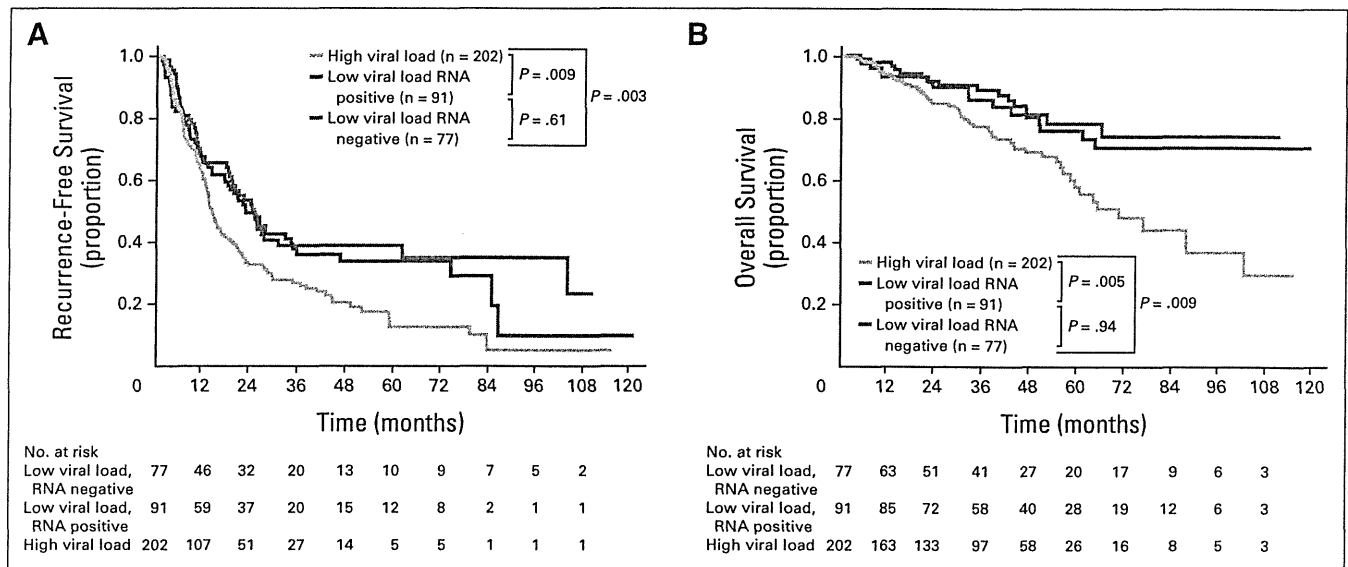 A
Recurrence-Free Survival
(proportion)
1.0
0.8
0.6
0.4
0.2
0 12 24 36 48 60 72 84 96 108 120
Time (months)
High viral load (n = 202)
Low viral load RNA
positive (n = 91)
Low viral load RNA
negative (n = 77)
P = .009
P = .61
P = .003
No. at risk
Low viral load, 77 46 32 20 13 10 9 7 5 2
RNA negative
Low viral load, 91 59 37 20 15 12 8 2 1 1
RNA positive
High viral load 202 107 51 27 14 5 5 1 1 1
B
Overall Survival
(proportion)
1.0
0.8
0.6
0.4
0.2
High viral load (n = 202)
Low viral load RNA
positive (n = 91)
Low viral load RNA
negative (n = 77)
P = .005
P = .94
P = .009
0 12 24 36 48 60 72 84 96 108 120
Time (months)
No. at risk
Low viral load, 77 63 51 41 27 20 17 9 6 3
RNA negative
Low viral load, 91 85 72 58 40 28 19 12 6 3
RNA positive
High viral load 202 163 133 97 58 26 16 8 5 3